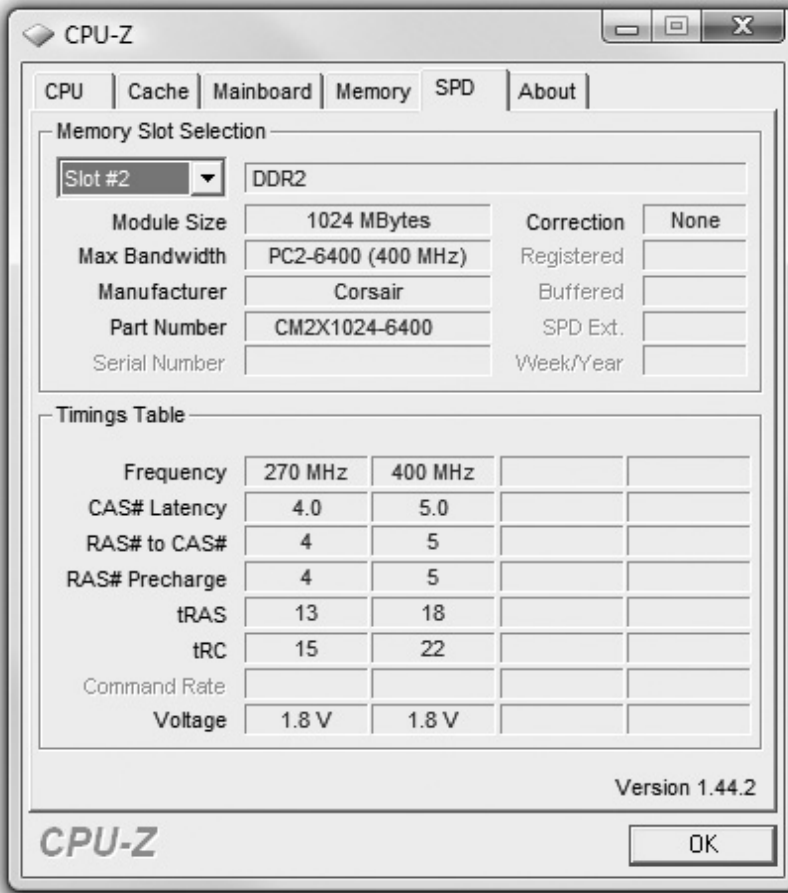 CPU-Z
CPU Cache Mainboard Memory SPD About
Memory Slot Selection
Slot #2 DDR2
Module Size 1024 MBytes Correction None
Max Bandwidth PC2-6400 (400 MHz) Registered
Manufacturer Corsair Buffered
Part Number CM2X1024-6400 SPD Ext.
Serial Number Week/Year
Timings Table
Frequency 270 MHz 400 MHz
CAS# Latency 4.0 5.0
RAS# to CAS# 4 5
RAS# Precharge 4 5
tRAS 13 18
tRC 15 22
Command Rate
Voltage 1.8 V 1.8 V
Version 1.44.2
CPU-Z OK